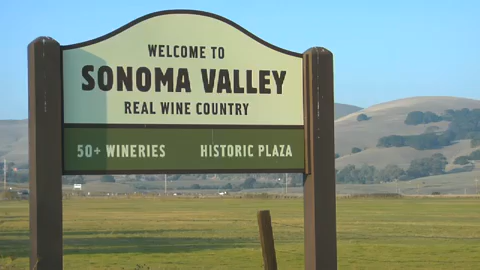 WELCOME TO
SONOMA VALLEY
REAL WINE COUNTRY
50+ WINERIES HISTORIC PLAZA